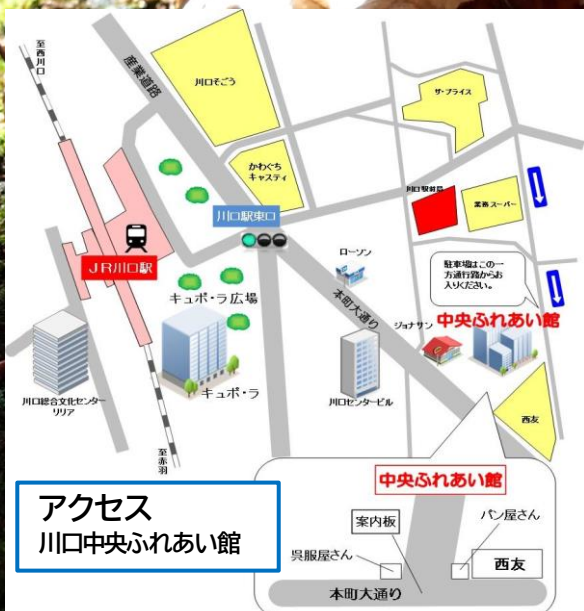 至西川口
産業道路
川口そごう
ザ・プライス
かわぐち
キャスティ
川口駅前局
業務スーパー
川口駅東口
JR川口駅
ローソン
駐車場はこの一
方通行路からお
入りください。
キュポ・ラ広場
本町大通り
ジョナサン
中央ふれあい館
川口総合文化センター
リリア
キュポ・ラ
川口センタービル
西友
至赤羽
アクセス
川口中央ふれあい館
中央ふれあい館
案内板
パン屋さん
呉服屋さん
西友
本町大通り